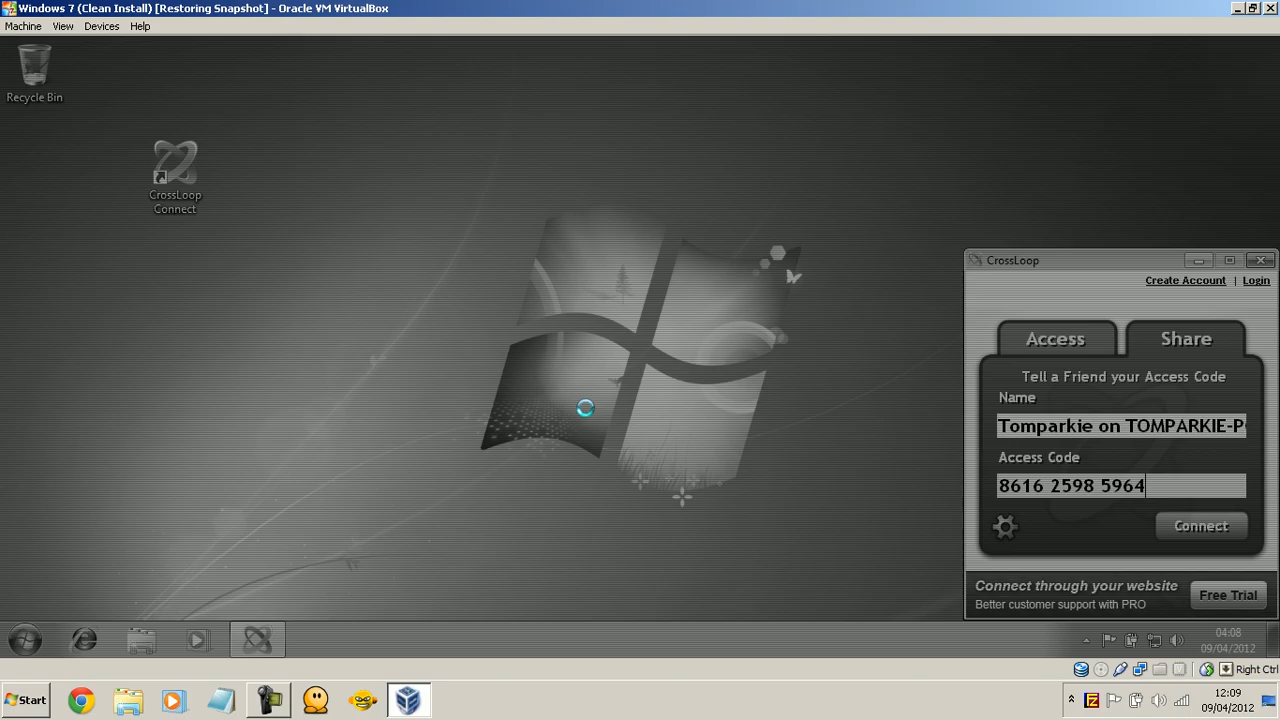 Windows 7 (Clean Install) [Restoring Snapshot] - Oracle VM VirtualBox
Machine View Devices Help
Recycle Bin
CrossLoop
Connect
CrossLoop
Create Account | Login
Access Share
Tell a Friend your Access Code
Name
Tomparkie on TOMPARKIE-P
Access Code
8616 2598 5964
Connect
Connect through your website
Better customer support with PRO
Free Trial
04:08
09/04/2012
Right Ctrl
Start
12:09
09/04/2012